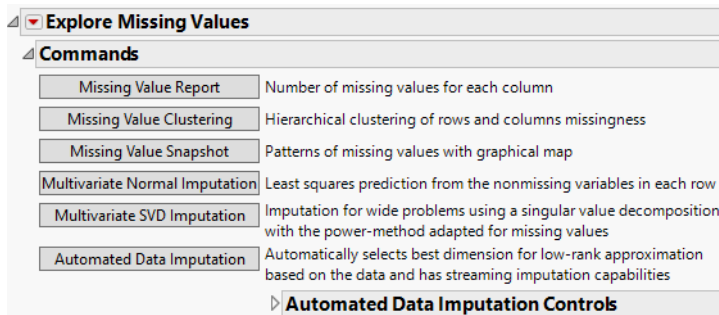 Explore Missing Values
Commands
Missing Value Report Number of missing values for each column
Missing Value Clustering Hierarchical clustering of rows and columns missingness
Missing Value Snapshot Patterns of missing values with graphical map
Multivariate Normal Imputation Least squares prediction from the nonmissing variables in each row
Multivariate SVD Imputation Imputation for wide problems using a singular value decomposition
with the power-method adapted for missing values
Automated Data Imputation Automatically selects best dimension for low-rank approximation
based on the data and has streaming imputation capabilities
Automated Data Imputation Controls